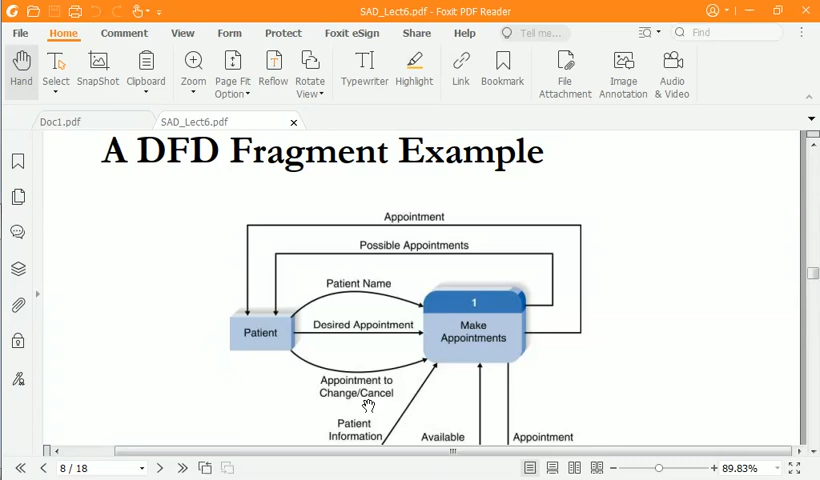 SAD_Lect6.pdf - Foxit PDF Reader
File Home Comment View Form Protect Foxit eSign Share Help Tell me... Find
Hand Select SnapShot Clipboard Zoom Page Fit Option Reflow Rotate View Typewriter Highlight Link Bookmark File Attachment Image Annotation Audio & Video
Doc1.pdf SAD_Lect6.pdf
A DFD Fragment Example
Appointment
Possible Appointments
Patient Name
1
Patient
Desired Appointment
Make
Appointments
Appointment to
Change/Cancel
Patient
Information
Available
Appointment
8 / 18 89.83%